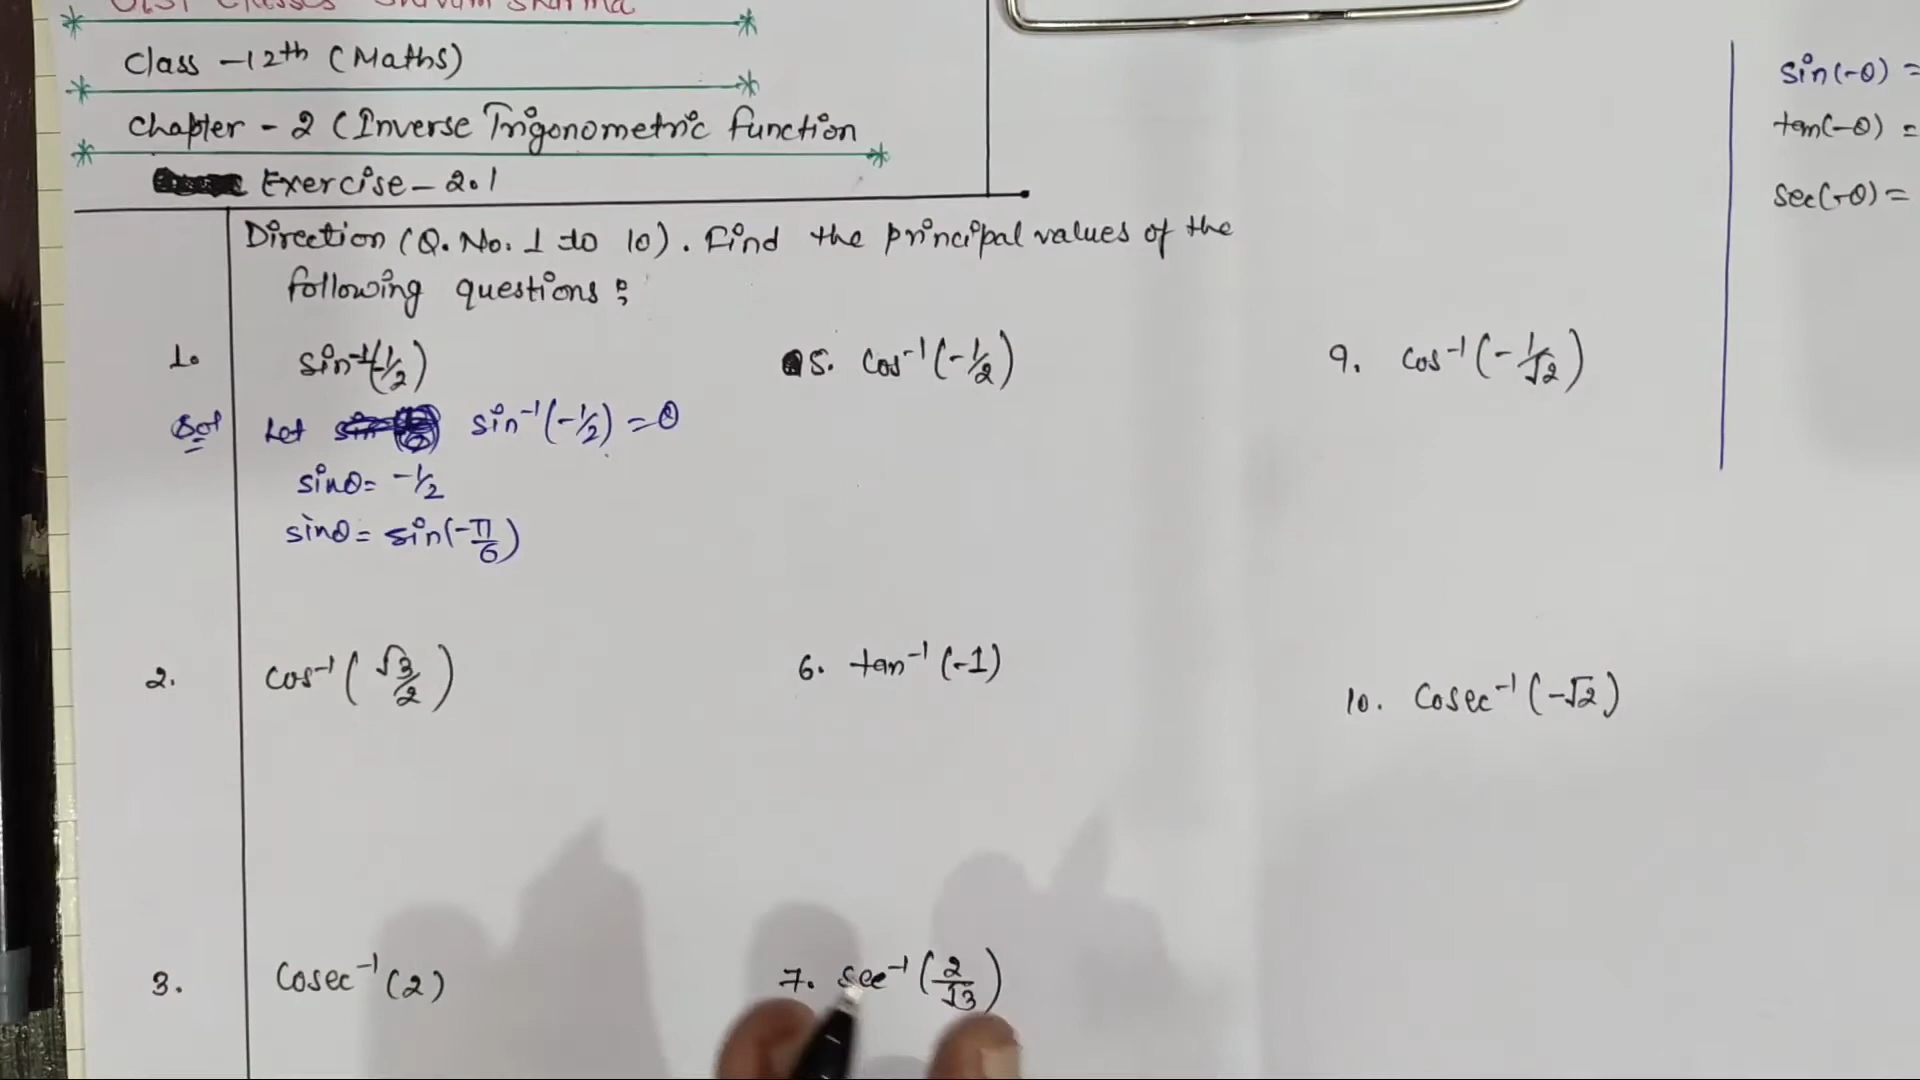 Classes
Class -12th (Maths)
Chapter - 2 (Inverse Trigonometric function
Exercise - 2.1
Direction (Q. No. 1 to 10). Find the principal values of the
following questions :
1. sin⁻¹(-1/2)
Sol Let sin⁻¹(-1/2) = θ
sinθ = -1/2
sinθ = sin(-π/6)
2. cos⁻¹(√3/2)
3. Cosec⁻¹(2)
5. Cos⁻¹(-1/2)
6. tan⁻¹(-1)
7. sec⁻¹(2/√3)
9. Cos⁻¹(-1/√2)
10. Cosec⁻¹(-√2)
sin(-θ) =
tan(-θ) =
sec(-θ) =